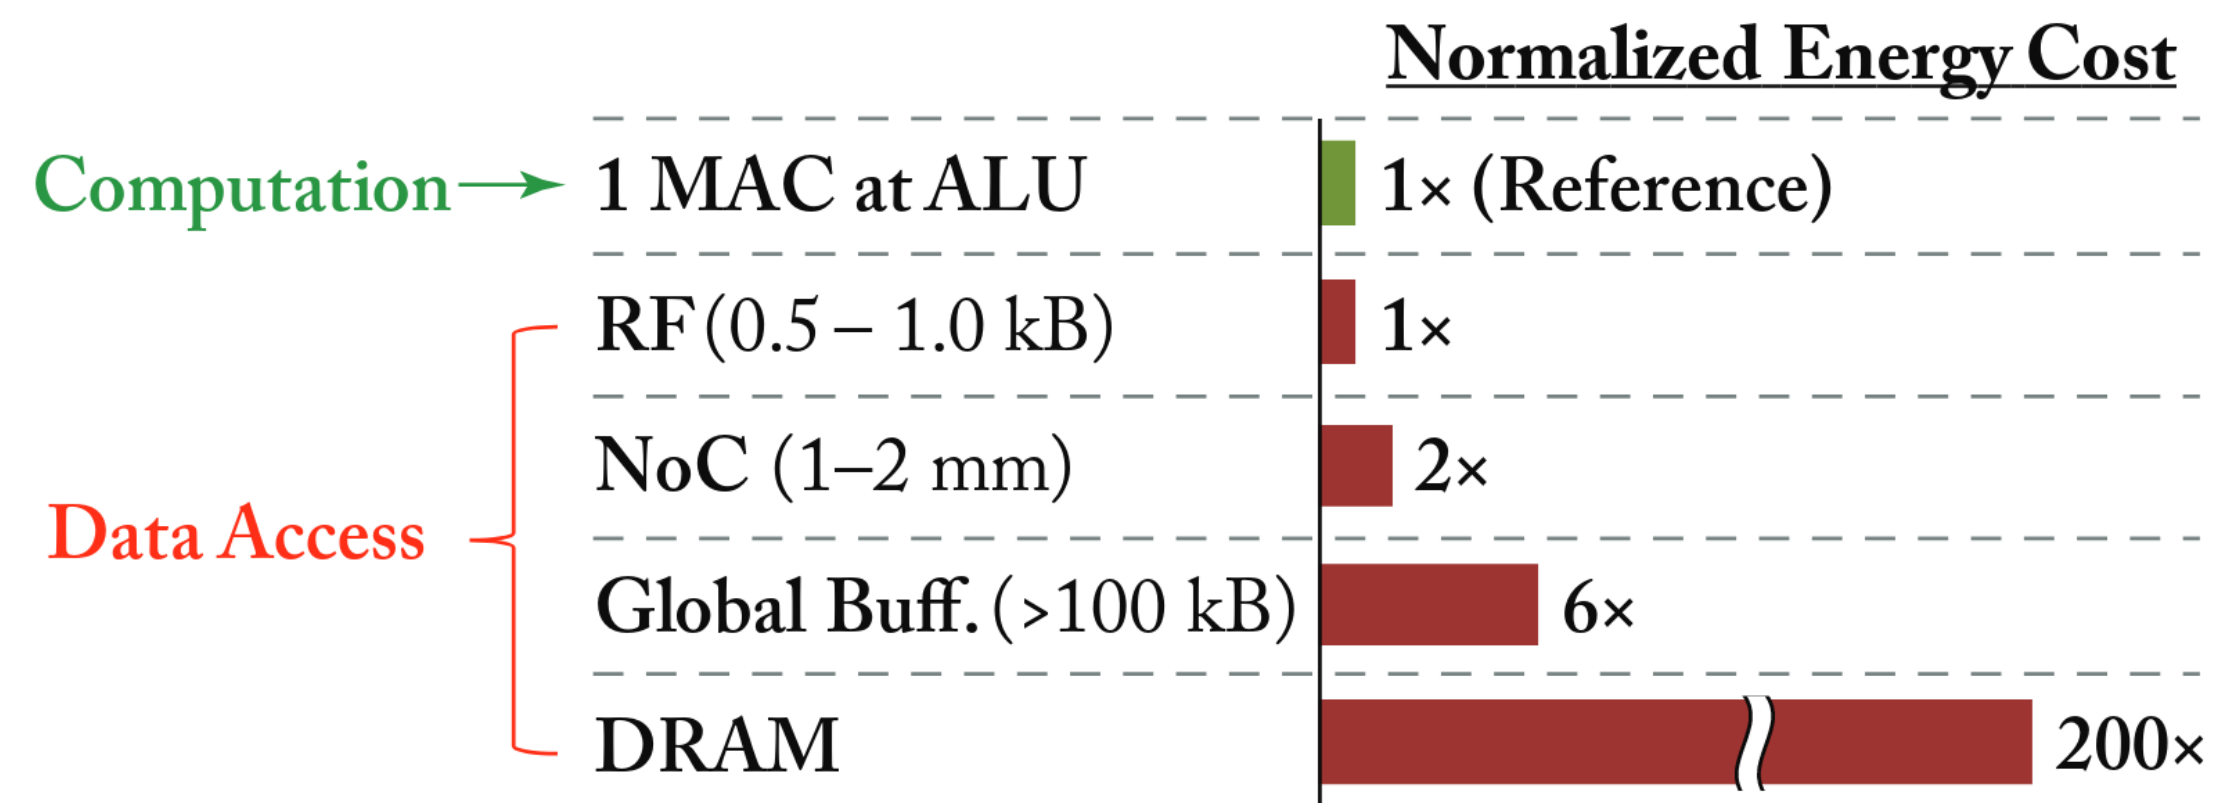 Normalized Energy Cost
Computation
1 MAC at ALU
1× (Reference)
RF (0.5 – 1.0 kB)
1×
NoC (1–2 mm)
2×
Data Access
Global Buff. (>100 kB)
6×
DRAM
200×